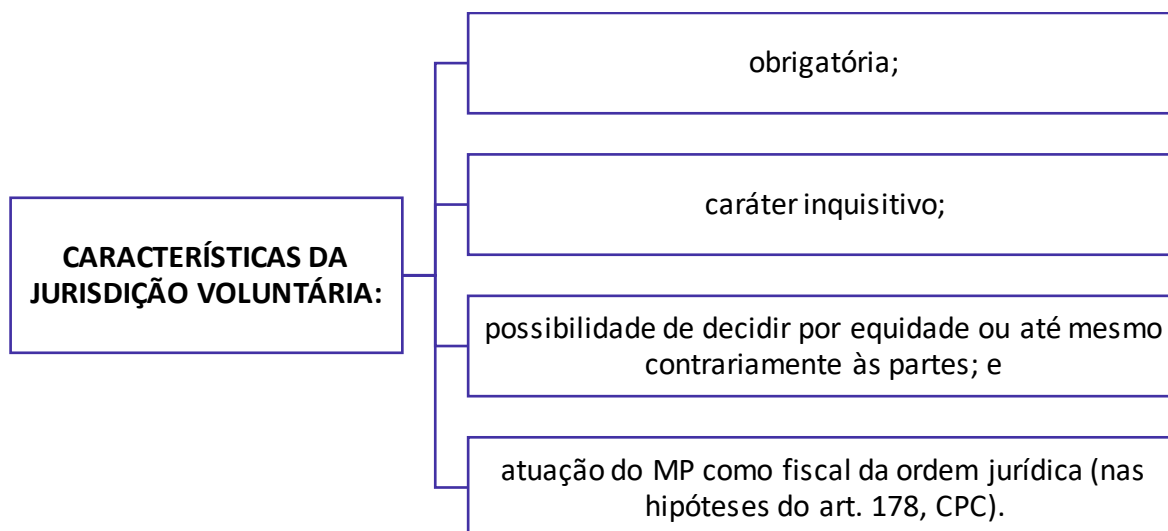 CARACTERÍSTICAS DA
JURISDIÇÃO VOLUNTÁRIA:
obrigatória;
caráter inquisitivo;
possibilidade de decidir por equidade ou até mesmo
contrariamente às partes; e
atuação do MP como fiscal da ordem jurídica (nas
hipóteses do art. 178, CPC).